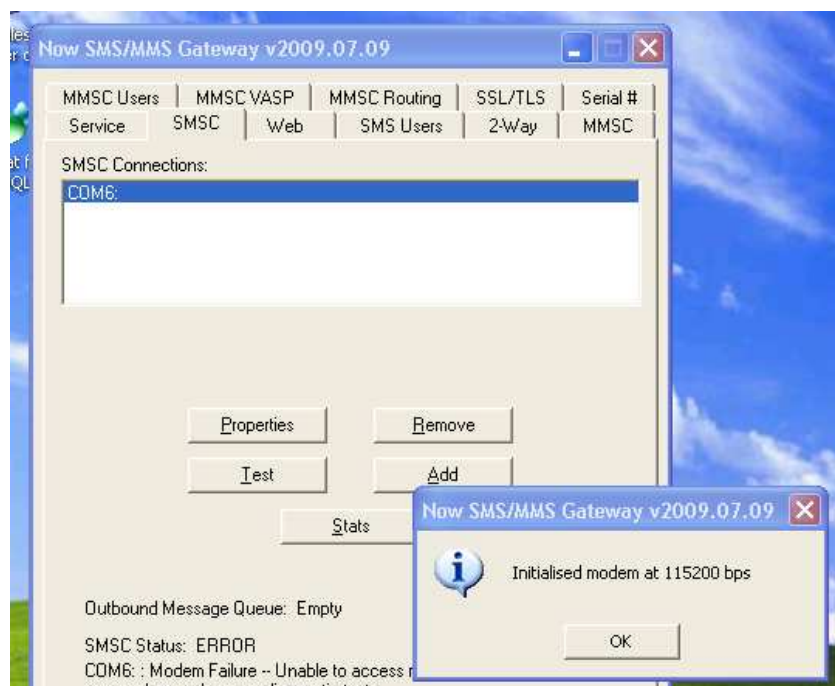 Now SMS/MMS Gateway v2009.07.09
MMSC Users MMSC VASP MMSC Routing SSL/TLS Serial #
Service SMSC Web SMS Users 2-Way MMSC
SMSC Connections:
COM6:
Properties Remove
Test Add
Stats
Now SMS/MMS Gateway v2009.07.09
Initialised modem at 115200 bps
OK
Outbound Message Queue: Empty
SMSC Status: ERROR
COM6: : Modem Failure -- Unable to access